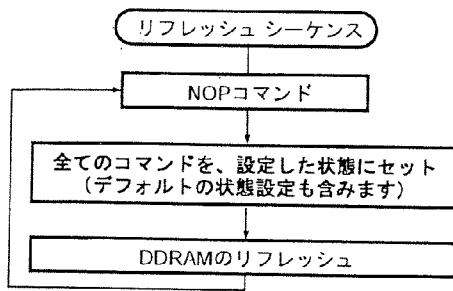 リフレッシュ シーケンス
NOPコマンド
全てのコマンドを、設定した状態にセット
(デフォルトの状態設定も含みます)
DDRAMのリフレッシュ